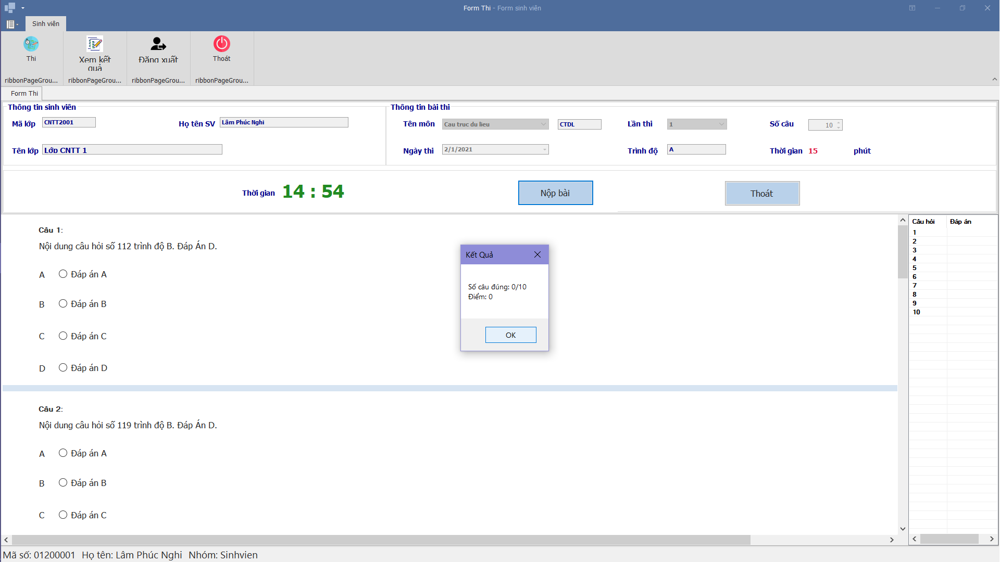 Form Thi - Form sinh viên
Sinh viên
Thi
Xem kết quả
Đăng xuất
Thoát
ribbonPageGrou...
ribbonPageGrou...
ribbonPageGrou...
ribbonPageGrou...
Form Thi
Thông tin sinh viên
Mã lớp CNTT2001
Họ tên SV Lâm Phúc Nghi
Tên lớp Lớp CNTT 1
Thông tin bài thi
Tên môn Cau truc du lieu CTDL
Lần thi 1
Số câu 10
Ngày thi 2/1/2021
Trình độ A
Thời gian 15 phút
Thời gian 14 : 54
Nộp bài
Thoát
Câu 1:
Nội dung câu hỏi số 112 trình độ B. Đáp Án D.
A Đáp án A
B Đáp án B
C Đáp án C
D Đáp án D
Câu 2:
Nội dung câu hỏi số 119 trình độ B. Đáp Án D.
A Đáp án A
B Đáp án B
C Đáp án C
Kết Quả
Số câu đúng: 0/10
Điểm: 0
OK
Câu hỏi Đáp án
1
2
3
4
5
6
7
8
9
10
Mã số: 01200001 Họ tên: Lâm Phúc Nghi Nhóm: Sinhvien